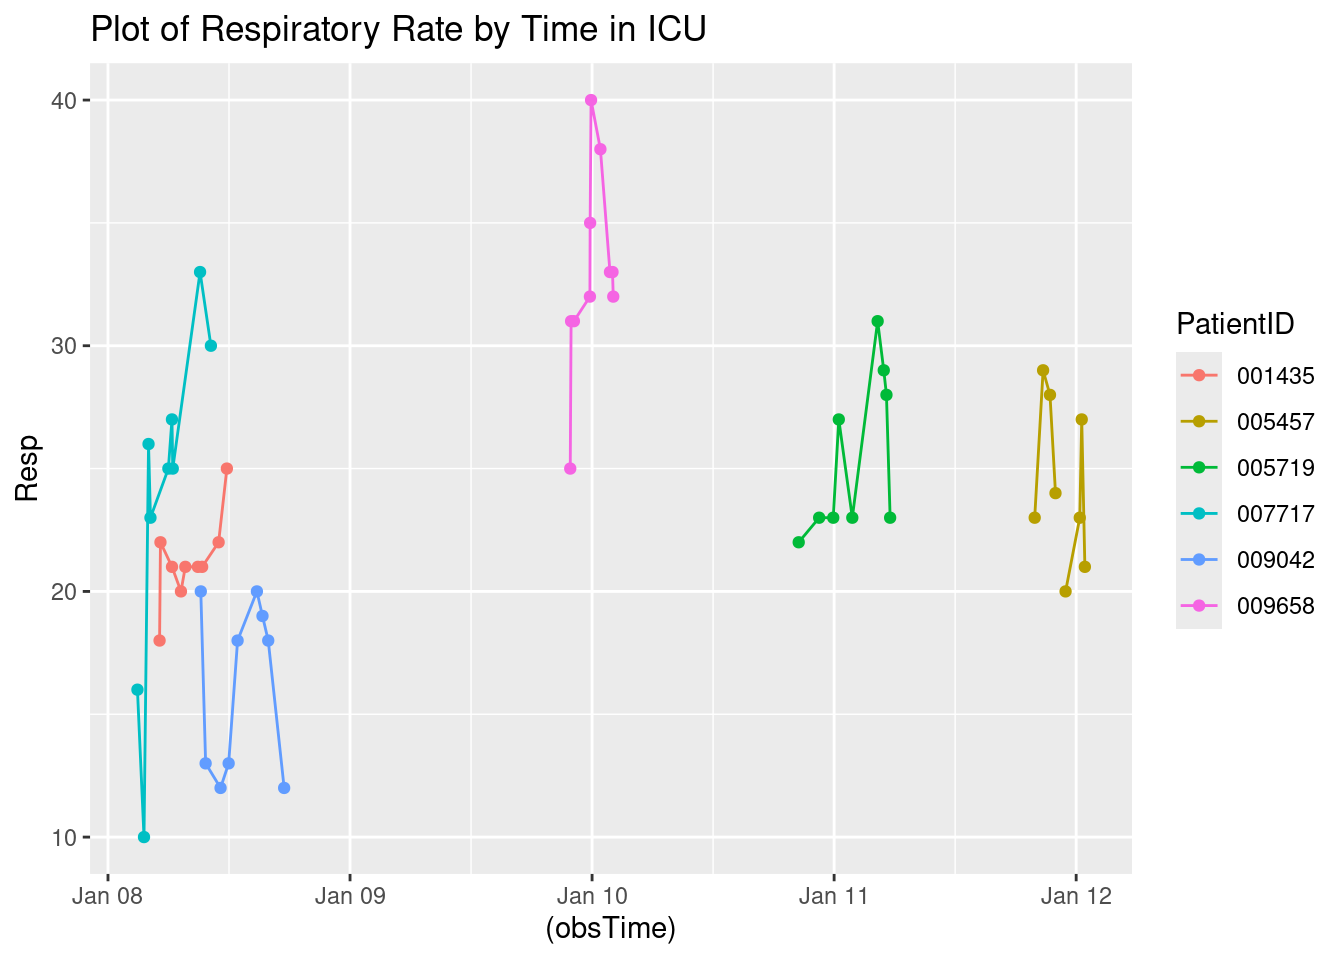 Plot of Respiratory Rate by Time in ICU
40
30
20
10
Resp
Jan 08
Jan 09
Jan 10
Jan 11
Jan 12
(obsTime)
PatientID
001435
005457
005719
007717
009042
009658